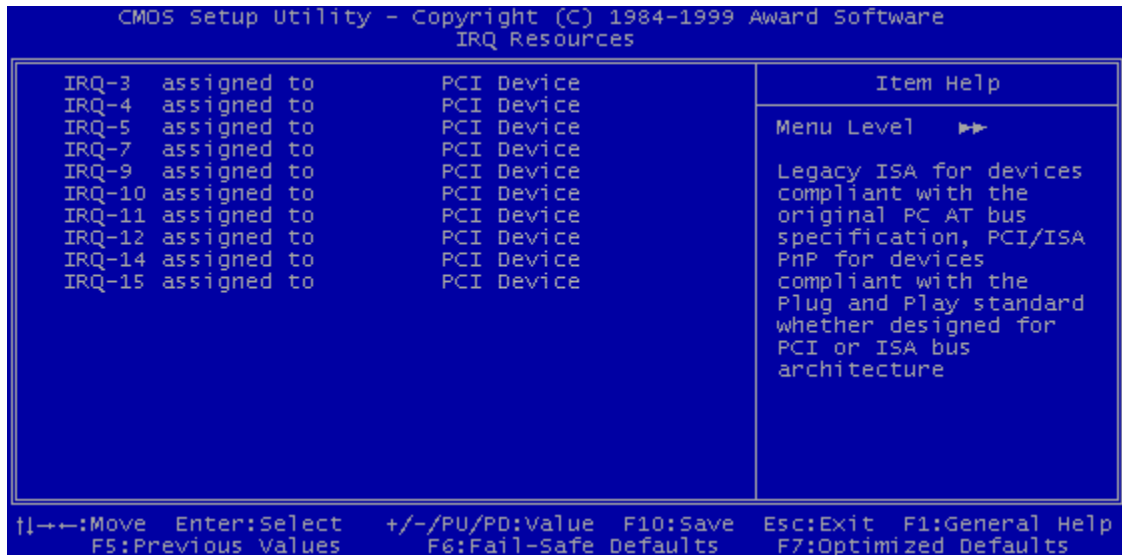 CMOS Setup Utility - Copyright (C) 1984-1999 Award Software
IRQ Resources
IRQ-3 assigned to PCI Device
IRQ-4 assigned to PCI Device
IRQ-5 assigned to PCI Device
IRQ-7 assigned to PCI Device
IRQ-9 assigned to PCI Device
IRQ-10 assigned to PCI Device
IRQ-11 assigned to PCI Device
IRQ-12 assigned to PCI Device
IRQ-14 assigned to PCI Device
IRQ-15 assigned to PCI Device
Item Help
Menu Level ▶▶
Legacy ISA for devices
compliant with the
original PC AT bus
specification, PCI/ISA
PnP for devices
compliant with the
Plug and Play standard
whether designed for
PCI or ISA bus
architecture
↑↓→←:Move Enter:Select +/-/PU/PD:Value F10:Save Esc:Exit F1:General Help
F5:Previous Values F6:Fail-Safe Defaults F7:Optimized Defaults